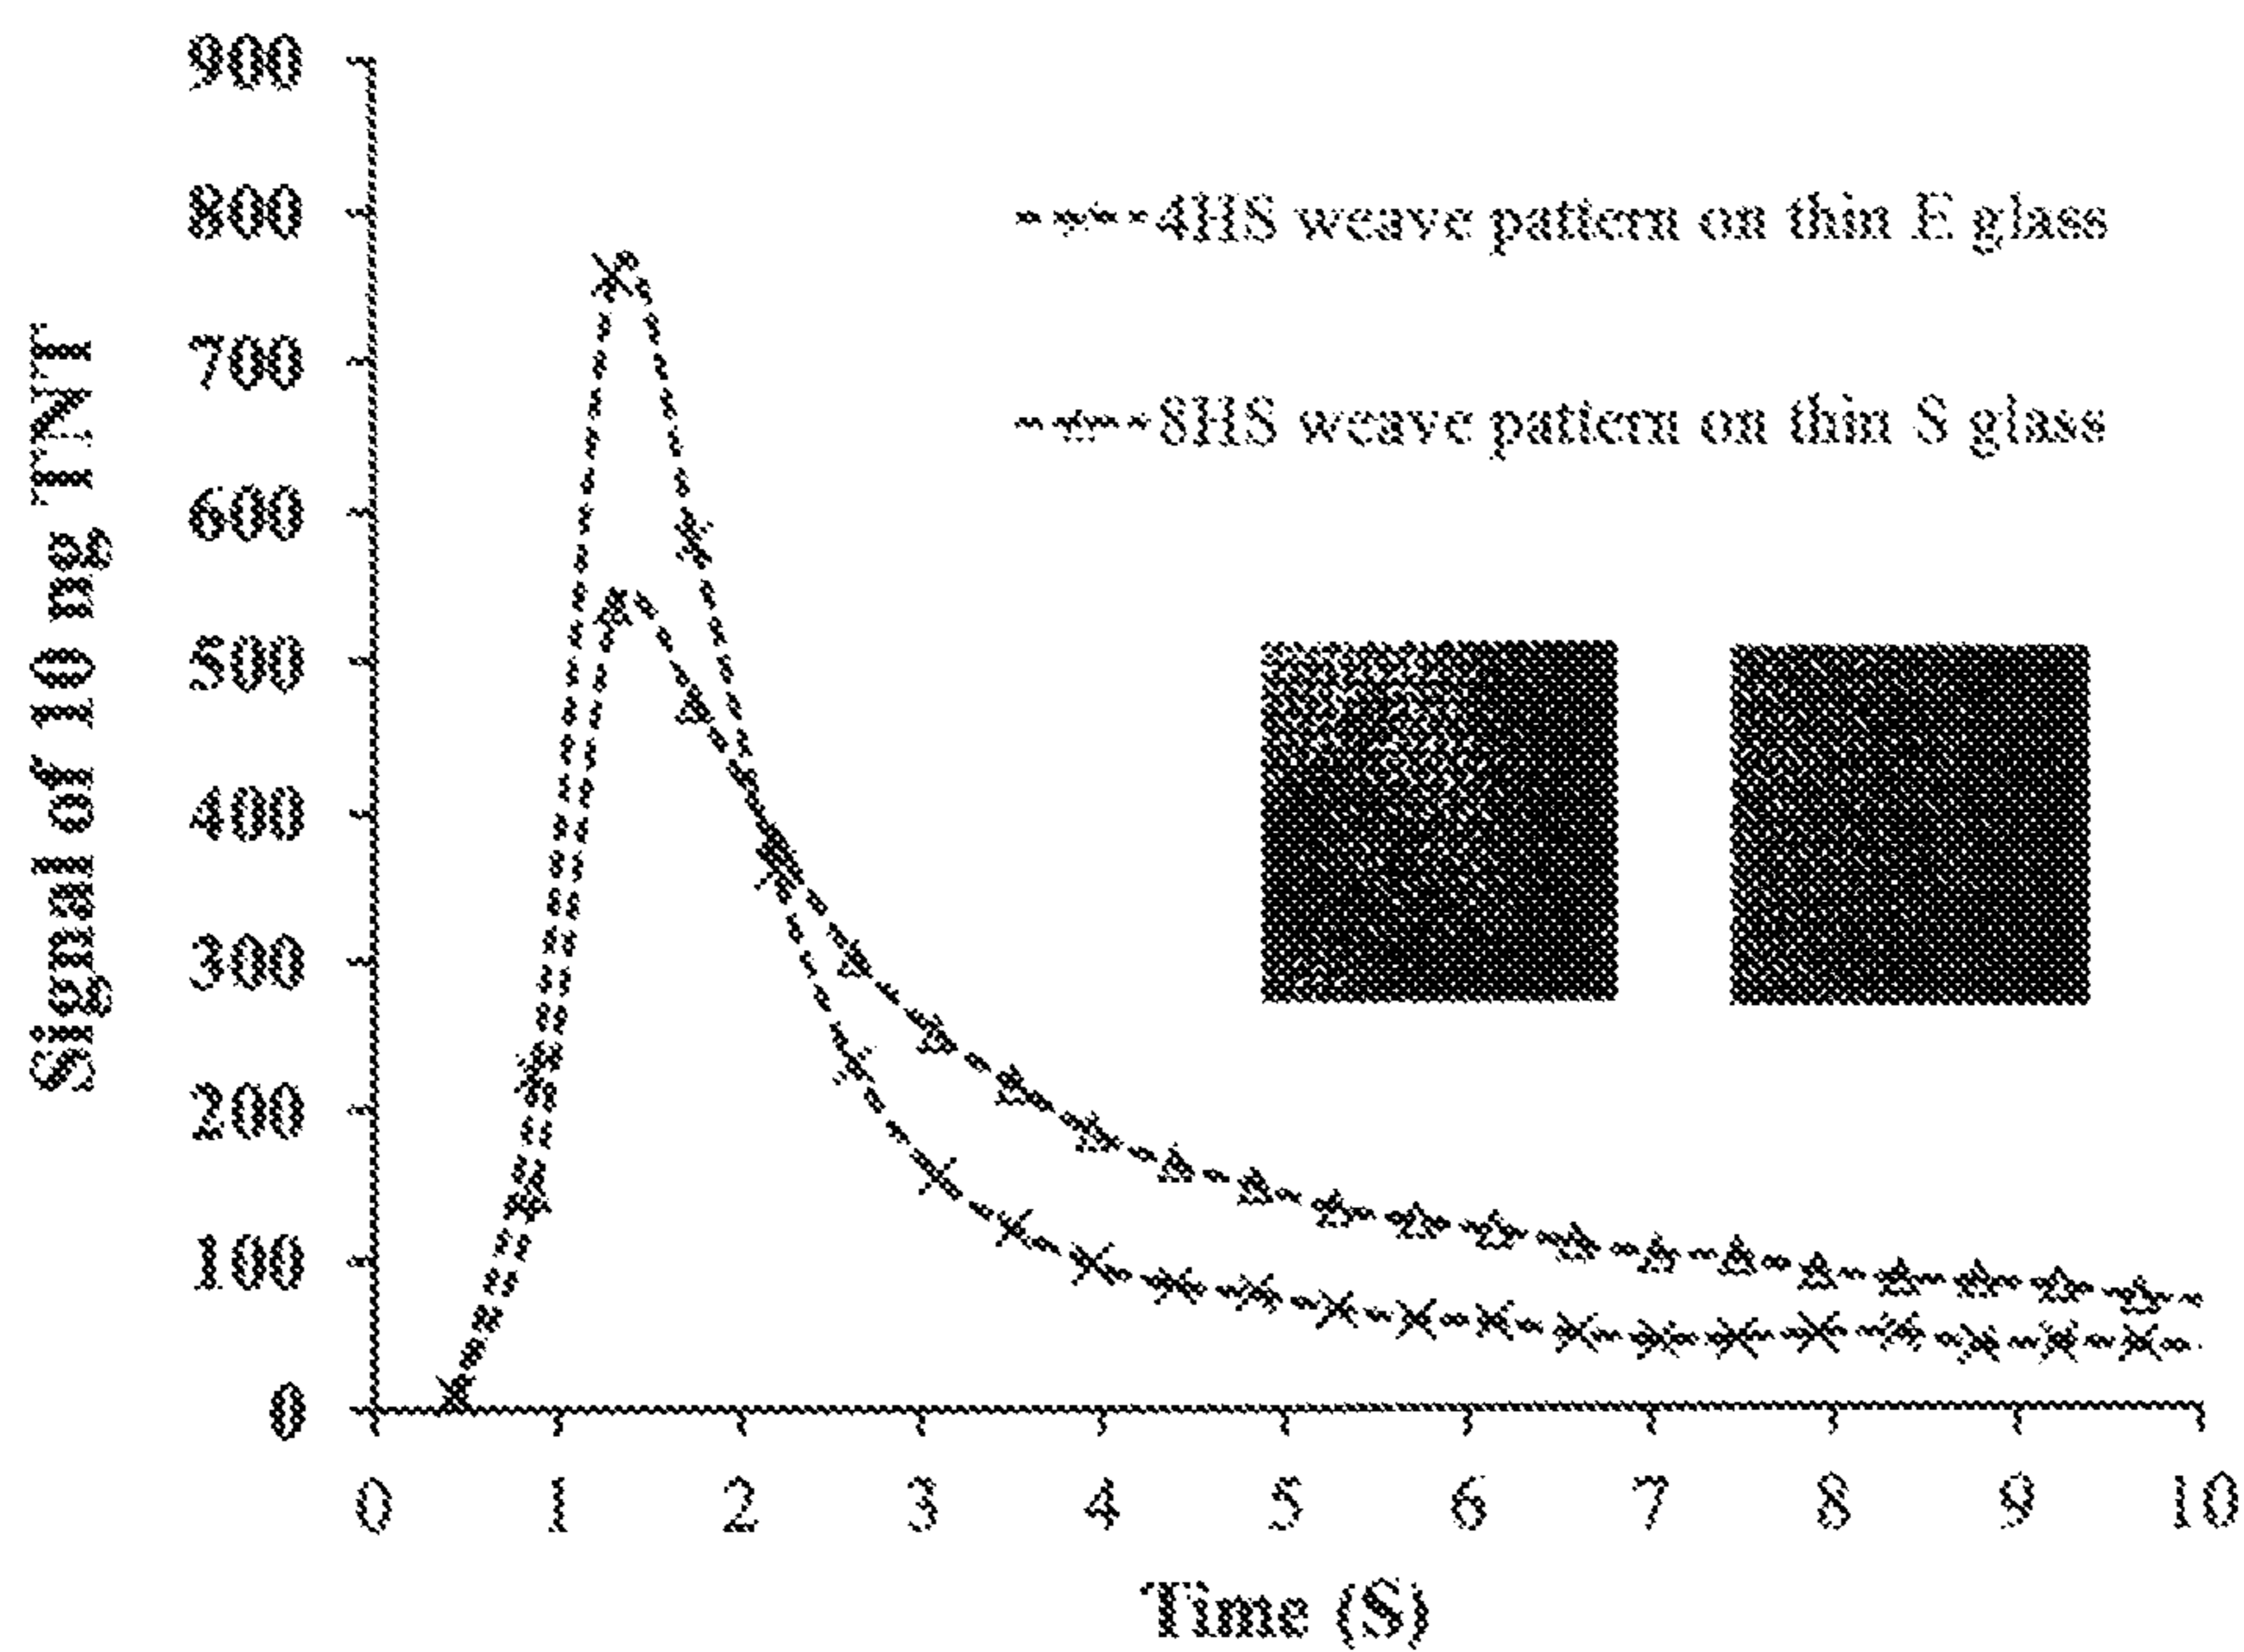 900
800
700
600
500
400
300
200
100
0
Signal of 10 ng TNT
4HS weave pattern on thin E glass
8HS weave pattern on thin S glass
0 1 2 3 4 5 6 7 8 9 10
Time (S)